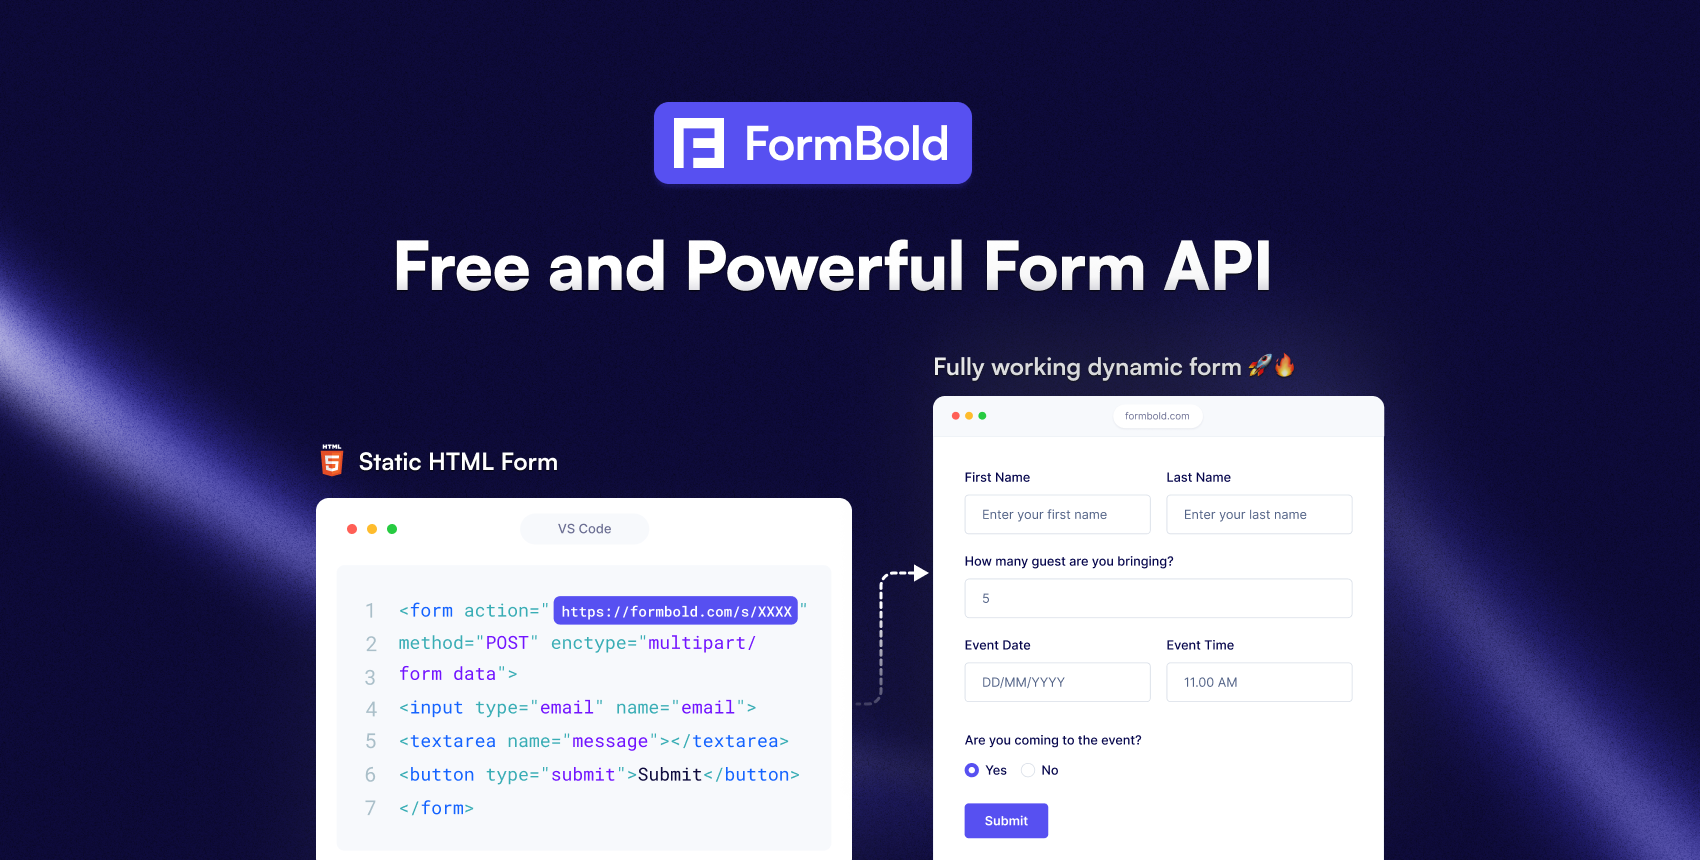 FormBold
Free and Powerful Form API
Fully working dynamic form 🚀🔥
formbold.com
HTML
5
Static HTML Form
VS Code
1 <form action="https://formbold.com/s/XXXX"
2 method="POST" enctype="multipart/
3 form data">
4 <input type="email" name="email">
5 <textarea name="message"></textarea>
6 <button type="submit">Submit</button>
7 </form>
First Name Last Name
Enter your first name Enter your last name
How many guest are you bringing?
5
Event Date Event Time
DD/MM/YYYY 11.00 AM
Are you coming to the event?
Yes No
Submit